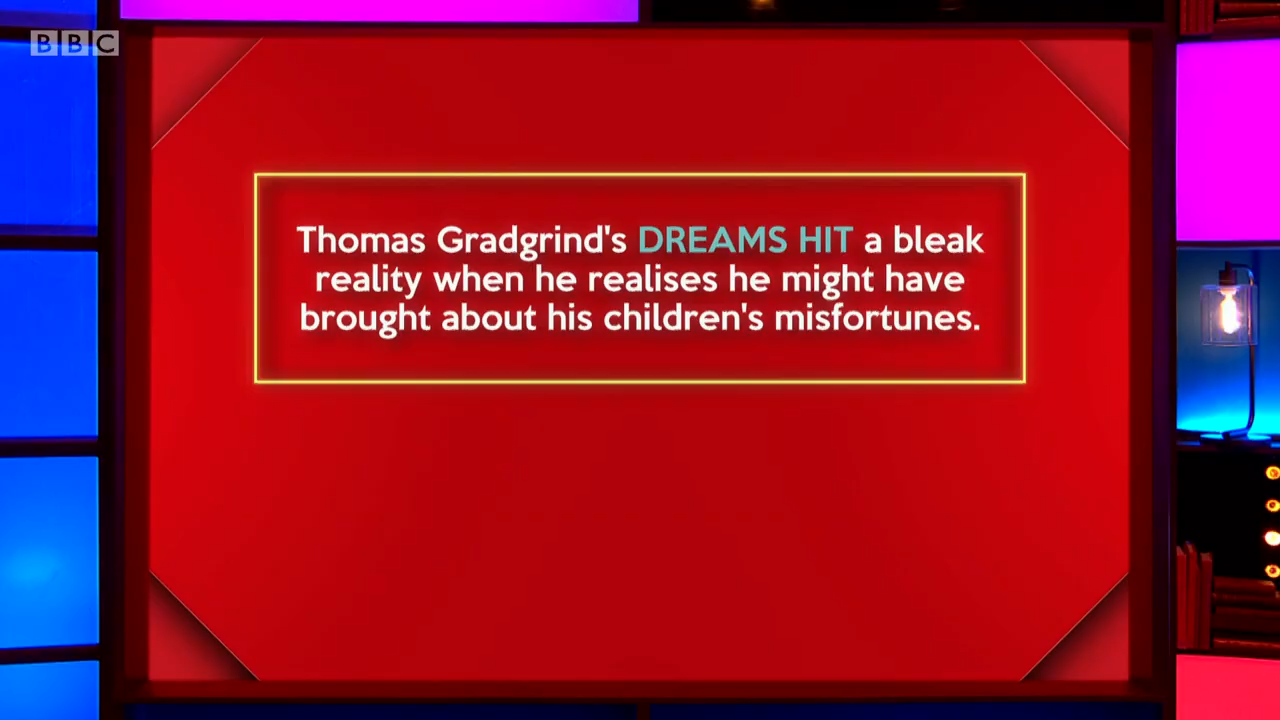 BBC
Thomas Gradgrind's DREAMS HIT a bleak
reality when he realises he might have
brought about his children's misfortunes.